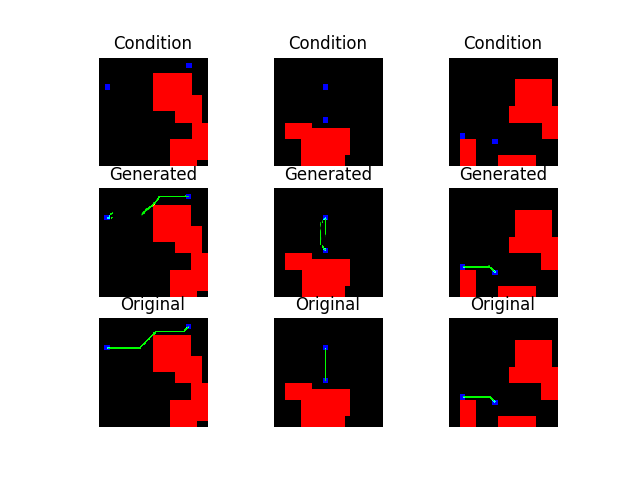 Condition Condition Condition
Generated Generated Generated
Original Original Original